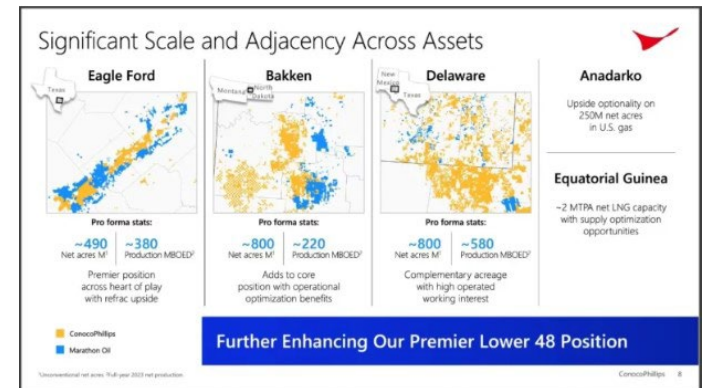 Significant Scale and Adjacency Across Assets
Eagle Ford
Texas
Pro forma stats:
~490
Net acres M¹
~380
Production MBOED²
Premier position
across heart of play
with refrac upside
Bakken
Montana
North
Dakota
Pro forma stats:
~800
Net acres M¹
~220
Production MBOED²
Adds to core
position with operational
optimization benefits
Delaware
New
Mexico
Texas
Pro forma stats:
~800
Net acres M¹
~580
Production MBOED²
Complementary acreage
with high operated
working interest
Anadarko
Upside optionality on
250M net acres
in U.S. gas
Equatorial Guinea
~2 MTPA net LNG capacity
with supply optimization
opportunities
ConocoPhillips
Marathon Oil
Further Enhancing Our Premier Lower 48 Position
¹Unconventional net acres ²Full-year 2023 net production
ConocoPhillips 8